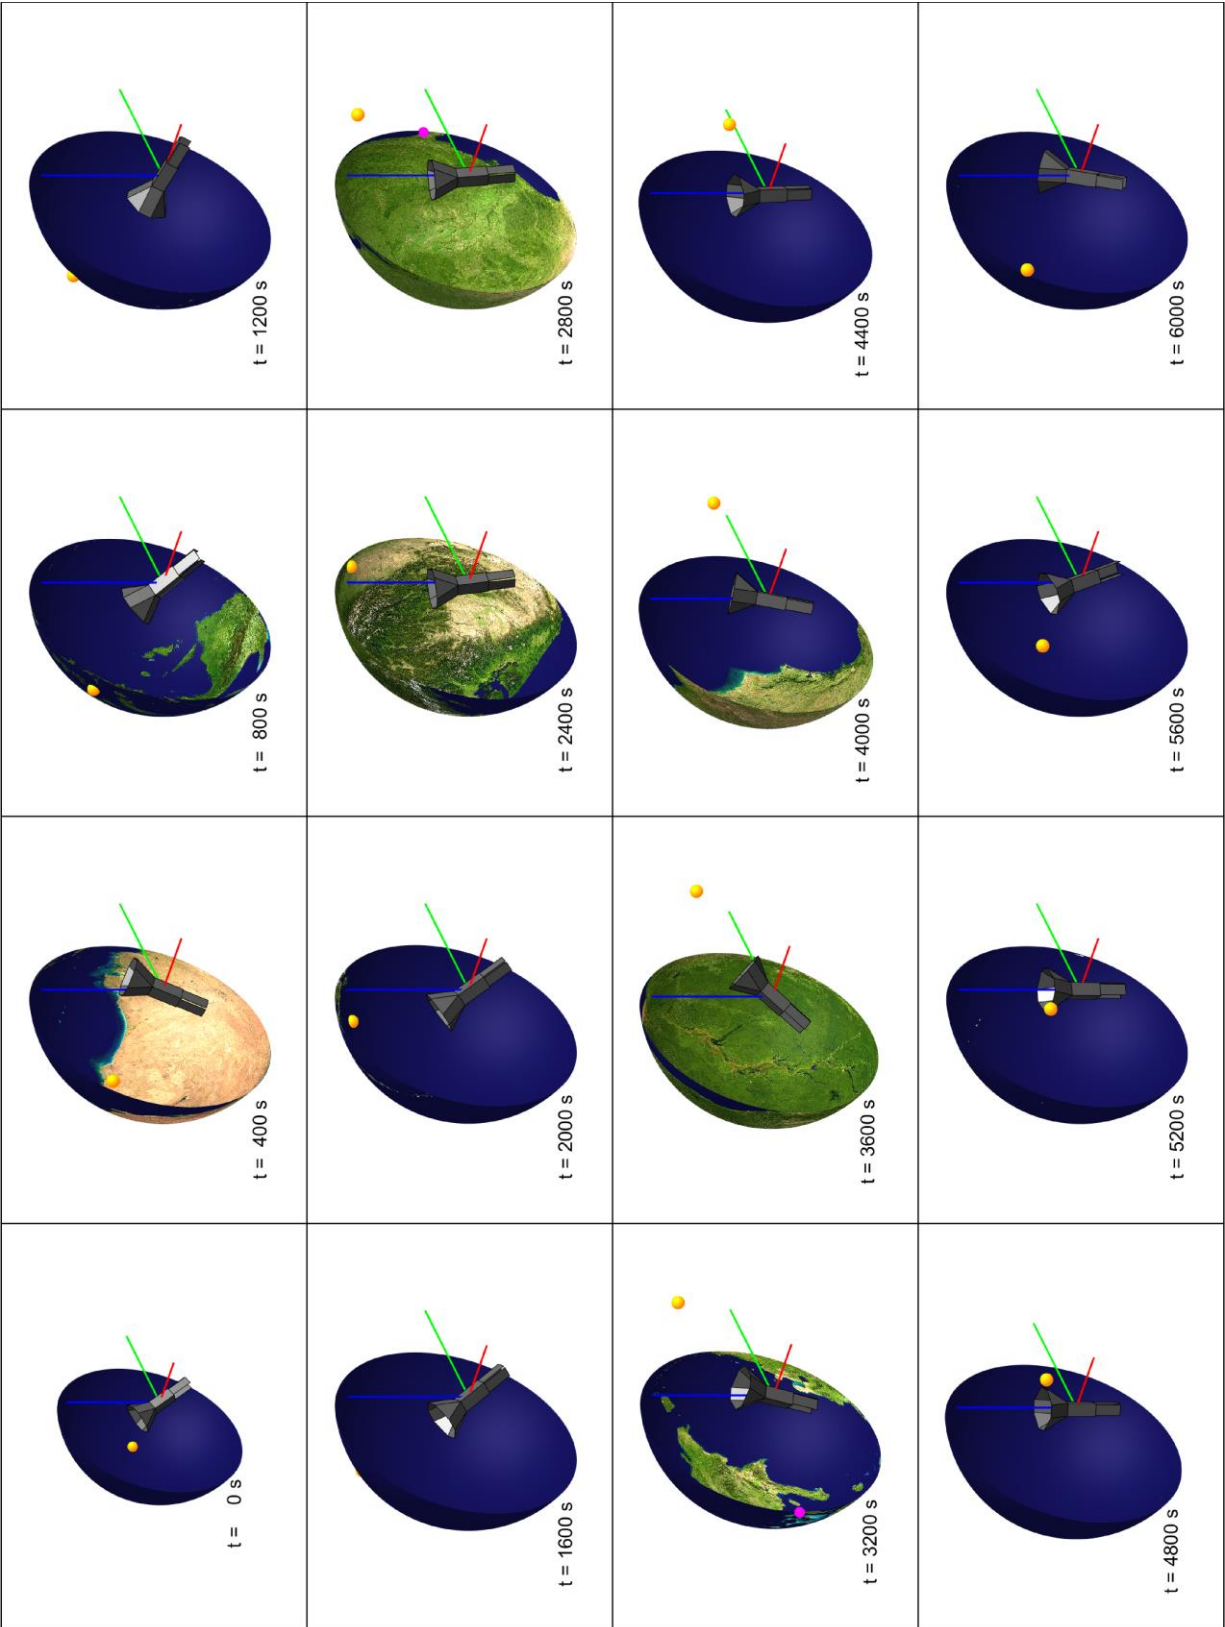 t =    0 s
t =  400 s
t =  800 s
t = 1200 s
t = 1600 s
t = 2000 s
t = 2400 s
t = 2800 s
t = 3200 s
t = 3600 s
t = 4000 s
t = 4400 s
t = 4800 s
t = 5200 s
t = 5600 s
t = 6000 s